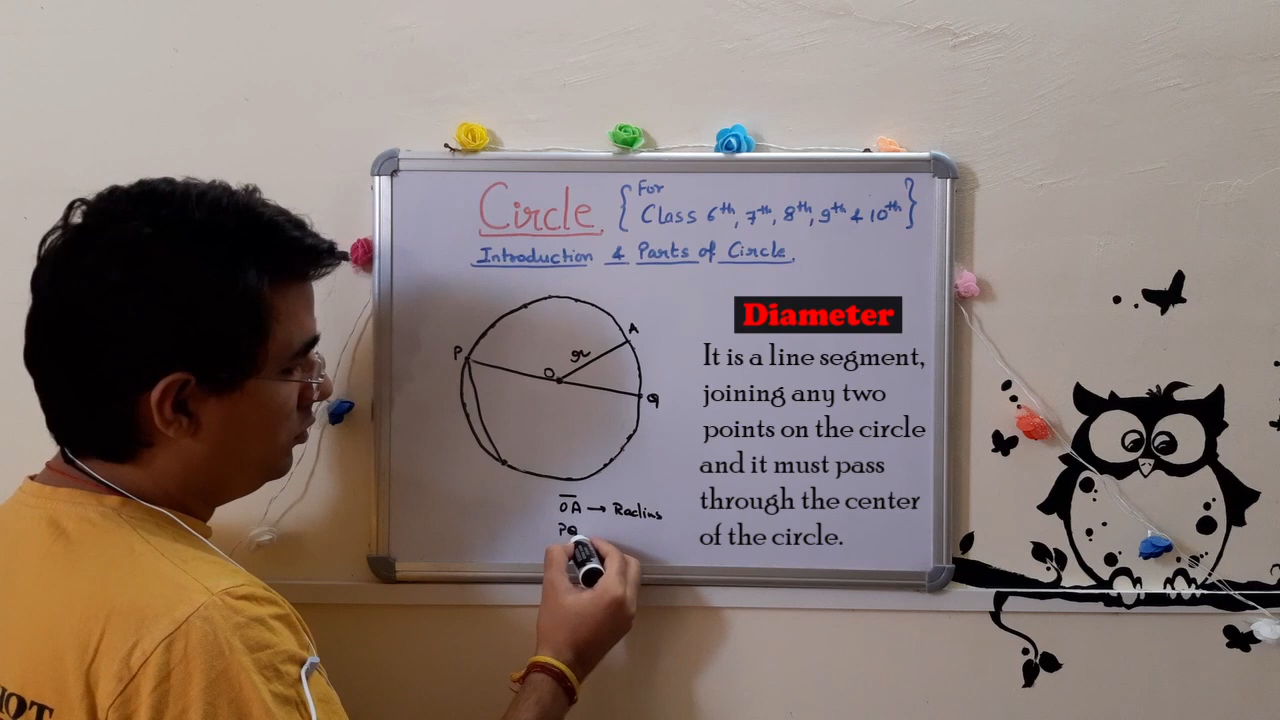 Circle { For
Class 6th, 7th, 8th, 9th & 10th }
Introduction & Parts of Circle.
Diameter
It is a line segment,
joining any two
points on the circle
and it must pass
through the center
of the circle.
A
r
P
O
Q
OA → Radius
PQ